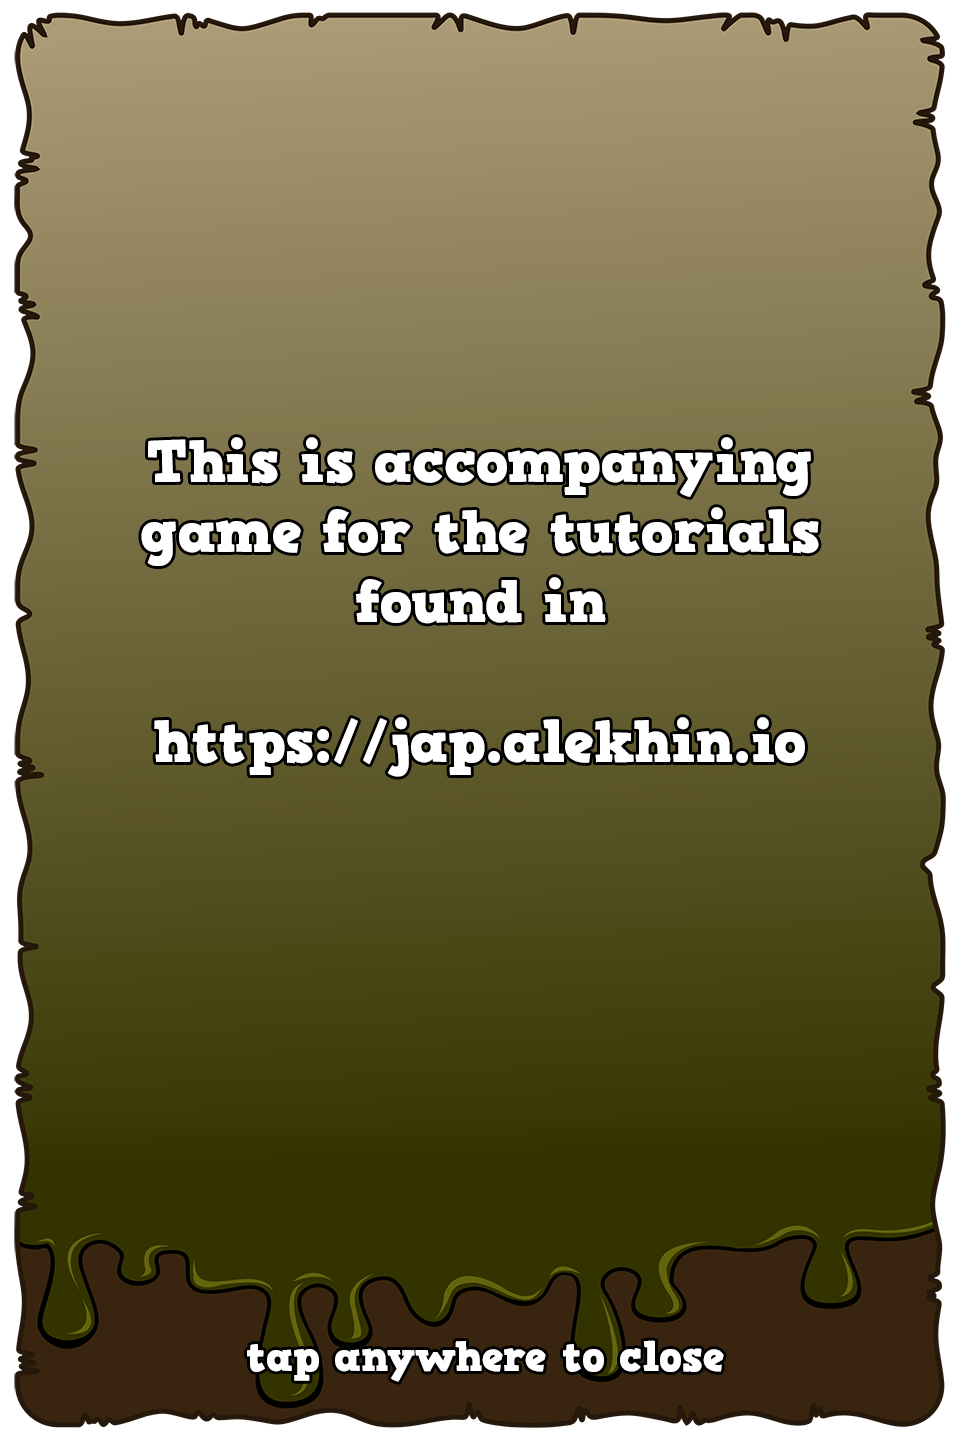 This is accompanying
game for the tutorials
found in
https://jap.alekhin.io
tap anywhere to close